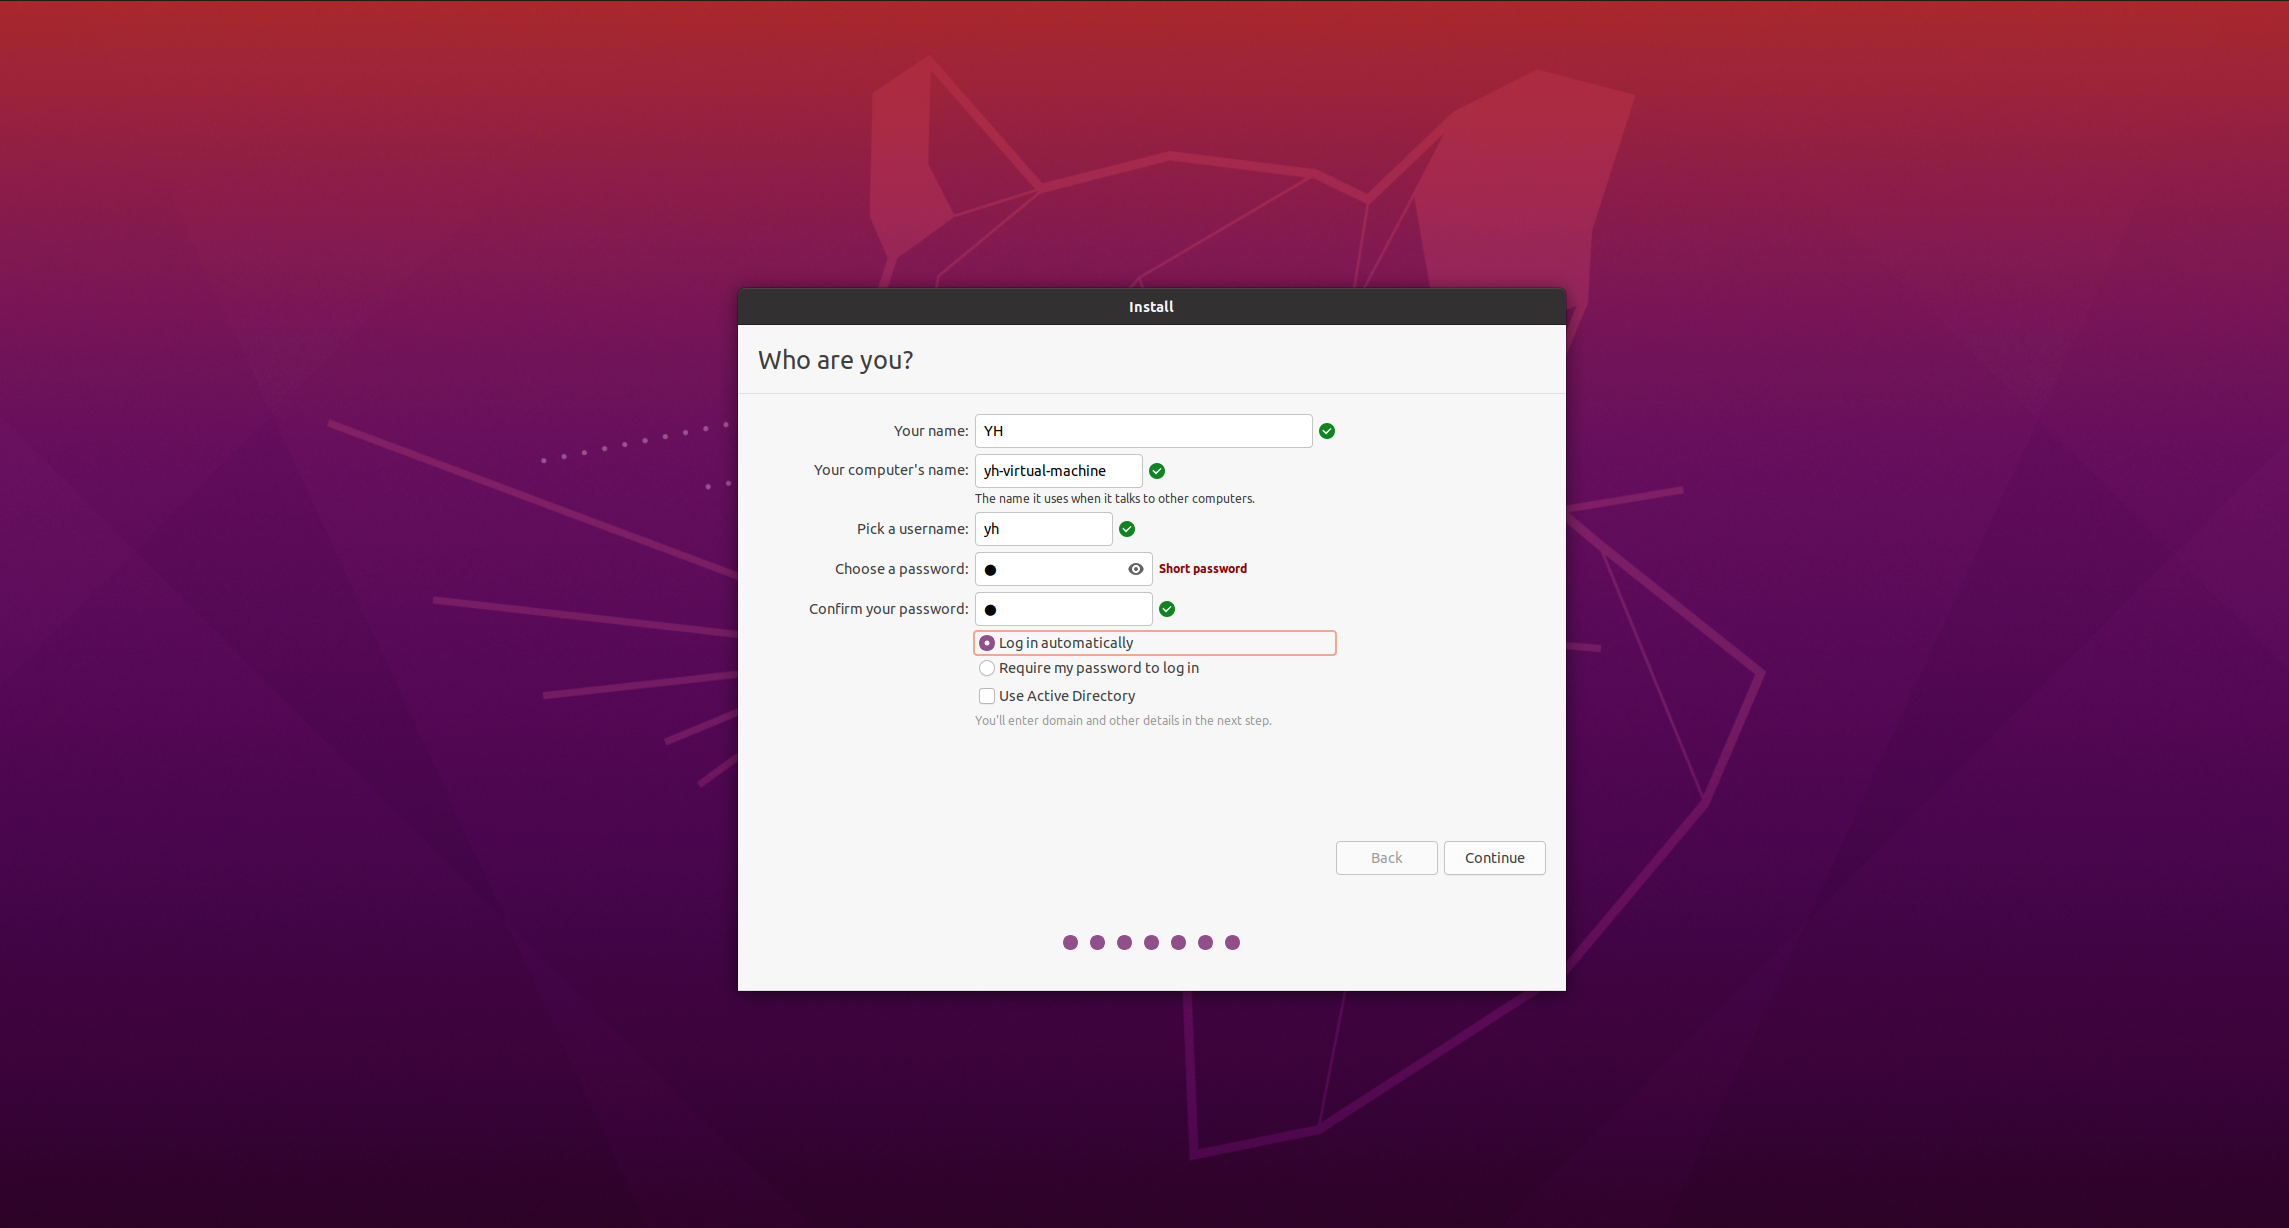 Install
Who are you?
Your name: YH
Your computer's name: yh-virtual-machine
The name it uses when it talks to other computers.
Pick a username: yh
Choose a password: ● Short password
Confirm your password: ●
Log in automatically
Require my password to log in
Use Active Directory
You'll enter domain and other details in the next step.
Back Continue